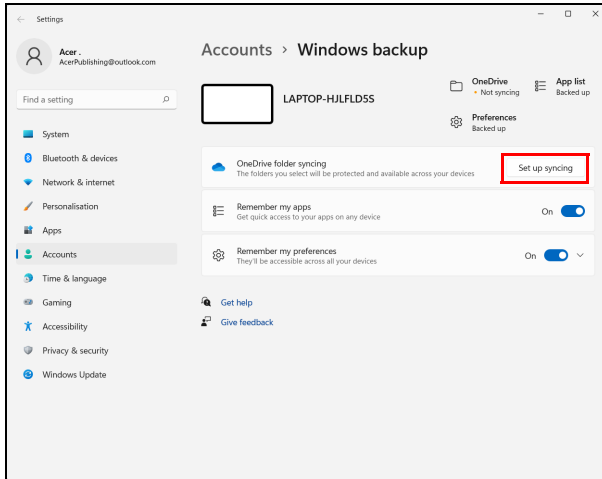 Settings
Acer .
AcerPublishing@outlook.com
Find a setting
System
Bluetooth & devices
Network & internet
Personalisation
Apps
Accounts
Time & language
Gaming
Accessibility
Privacy & security
Windows Update
Accounts > Windows backup
LAPTOP-HJLFLD5S
OneDrive
• Not syncing
App list
Backed up
Preferences
Backed up
OneDrive folder syncing
The folders you select will be protected and available across your devices
Set up syncing
Remember my apps
Get quick access to your apps on any device
On
Remember my preferences
They'll be accessible across all your devices
On
Get help
Give feedback